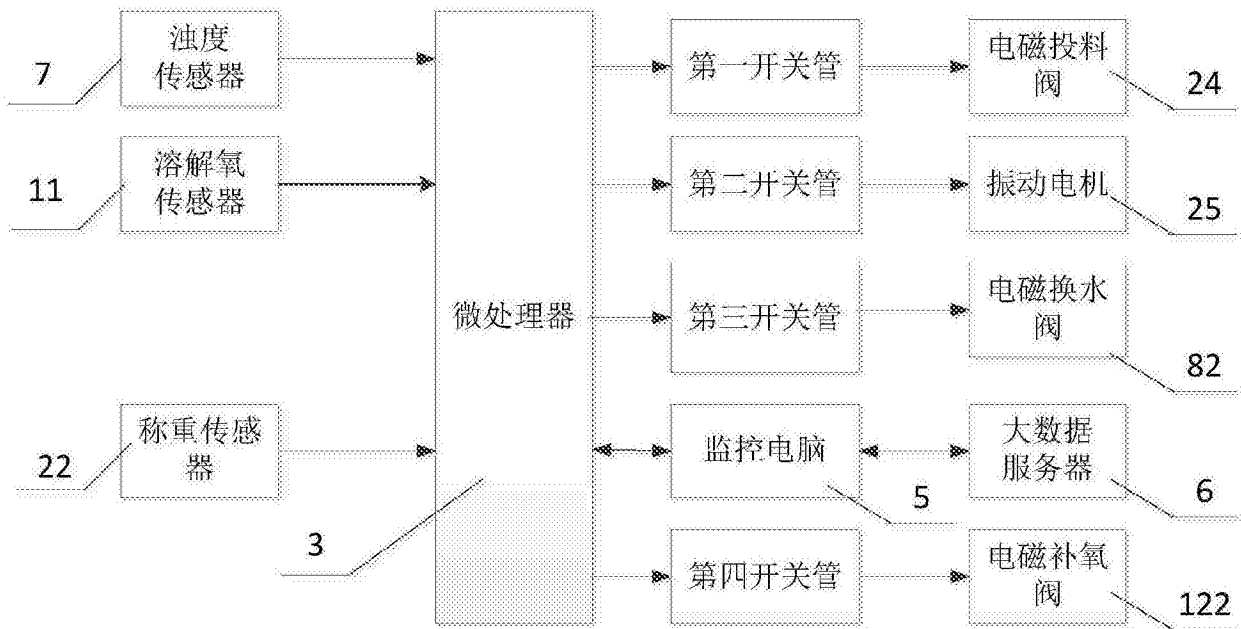 浊度
传感器
7
溶解氧
传感器
11
称重传感
器
22
微处理器
3
第一开关管
电磁投料
阀
24
第二开关管
振动电机
25
第三开关管
电磁换水
阀
82
监控电脑
5
大数据
服务器
6
第四开关管
电磁补氧
阀
122